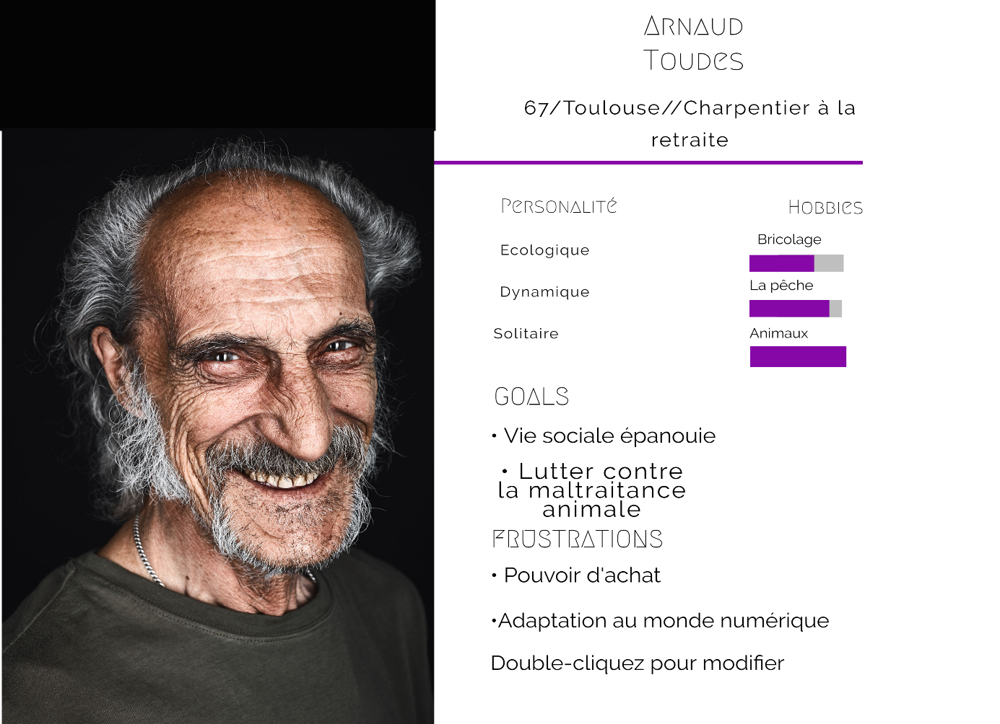 Arnaud
Toudes
67/Toulouse//Charpentier à la
retraite
Personalité
Ecologique
Dynamique
Solitaire
Hobbies
Bricolage
La pêche
Animaux
GOALS
• Vie sociale épanouie
• Lutter contre
la maltraitance
animale
FRUSTRATIONS
• Pouvoir d'achat
•Adaptation au monde numérique
Double-cliquez pour modifier